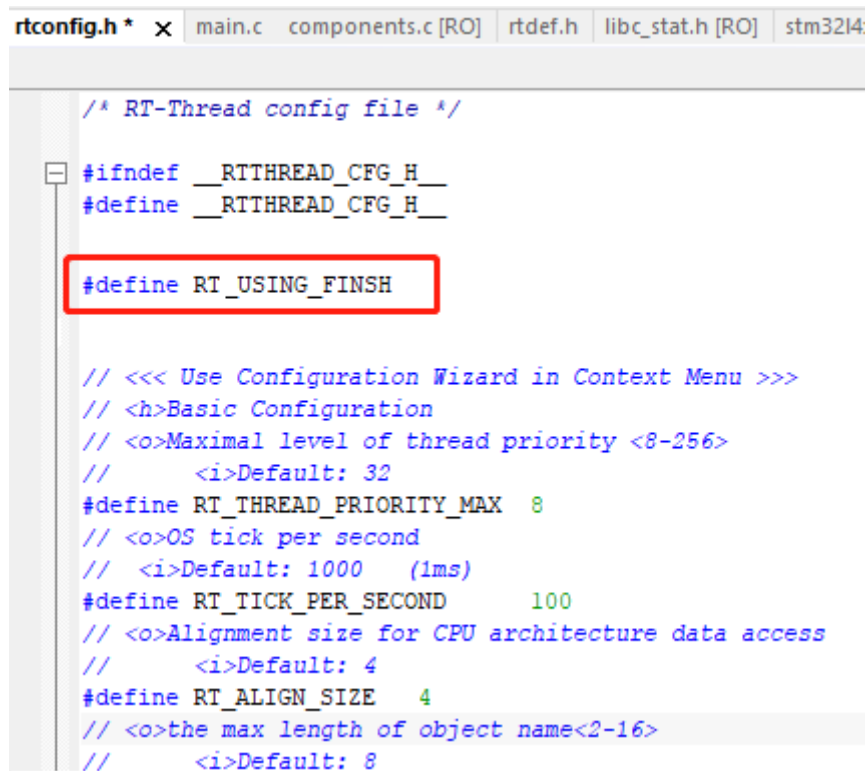 rtconfig.h * x main.c components.c [RO] rtdef.h libc_stat.h [RO] stm32l4
/* RT-Thread config file */
#ifndef __RTTHREAD_CFG_H__
#define __RTTHREAD_CFG_H__
#define RT_USING_FINSH
// <<< Use Configuration Wizard in Context Menu >>>
// <h>Basic Configuration
// <o>Maximal level of thread priority <8-256>
// <i>Default: 32
#define RT_THREAD_PRIORITY_MAX 8
// <o>OS tick per second
// <i>Default: 1000 (1ms)
#define RT_TICK_PER_SECOND 100
// <o>Alignment size for CPU architecture data access
// <i>Default: 4
#define RT_ALIGN_SIZE 4
// <o>the max length of object name<2-16>
// <i>Default: 8